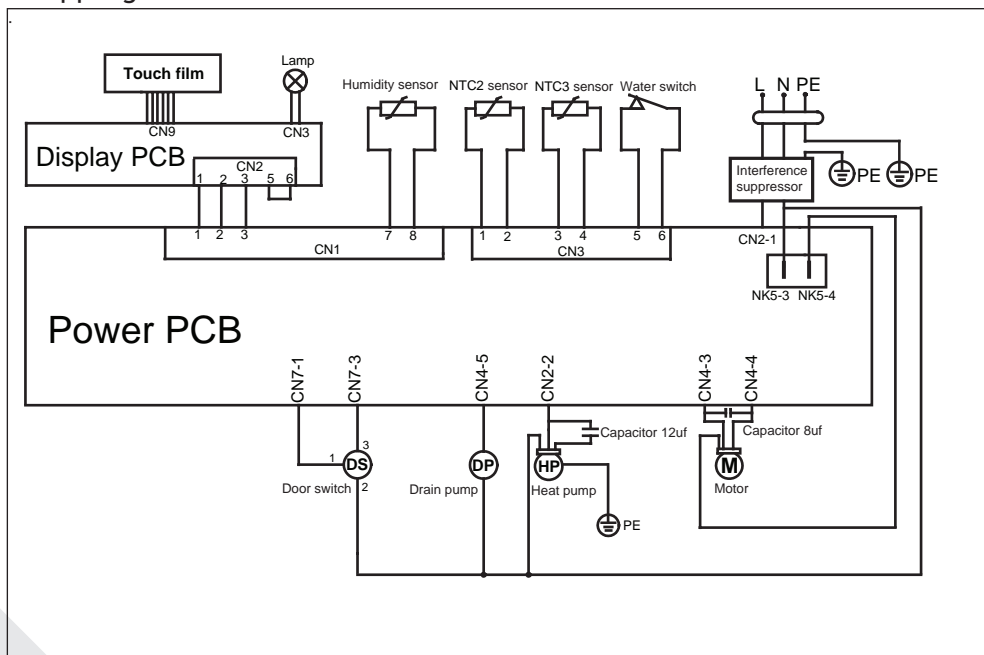 Touch film
Lamp
Humidity sensor NTC2 sensor NTC3 sensor Water switch
L N PE
CN9 CN3
Display PCB
CN2
1 2 3 5 6
Interference
suppressor
PE PE
1 2 3 7 8 1 2 3 4 5 6
CN1 CN3
CN2-1
NK5-3 NK5-4
Power PCB
CN7-1 CN7-3 CN4-5 CN2-2 CN4-3 CN4-4
Capacitor 12uf Capacitor 8uf
1 3 2
DS DP HP M
Door switch Drain pump Heat pump Motor
PE